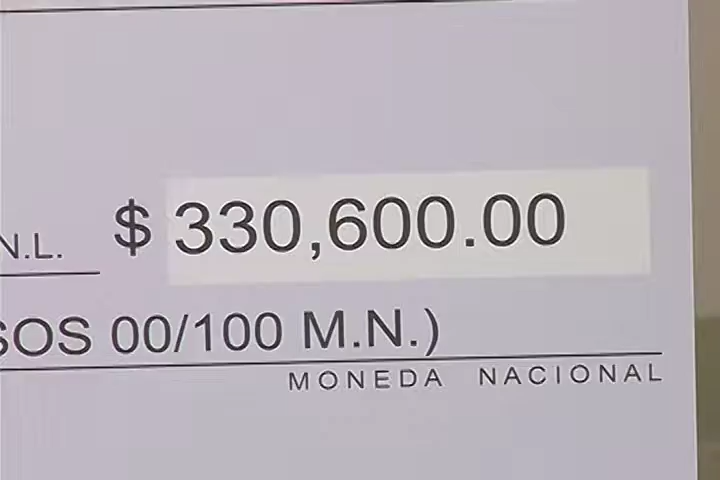 N.L. $ 330,600.00
SOS 00/100 M.N.)
MONEDA NACIONAL